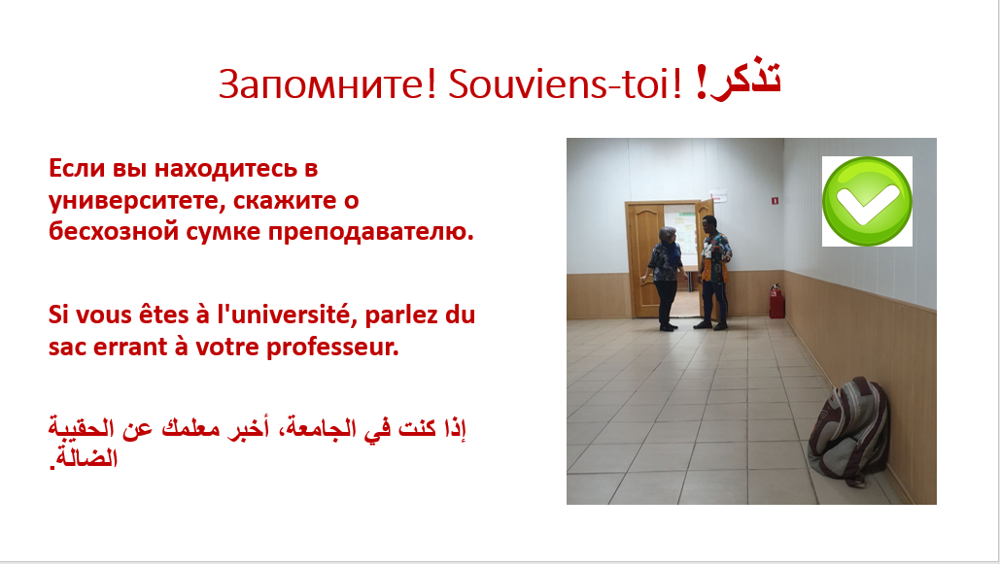 Запомните! Souviens-toi! تذكر!
Если вы находитесь в
университете, скажите о
бесхозной сумке преподавателю.
Si vous êtes à l'université, parlez du
sac errant à votre professeur.
إذا كنت في الجامعة، أخبر معلمك عن الحقيبة
الضالة.